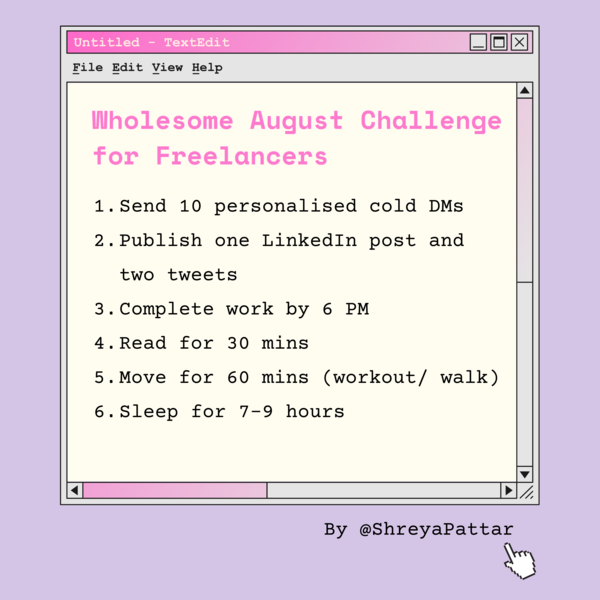 Untitled - TextEdit
File Edit View Help
Wholesome August Challenge
for Freelancers
1. Send 10 personalised cold DMs
2. Publish one LinkedIn post and
two tweets
3. Complete work by 6 PM
4. Read for 30 mins
5. Move for 60 mins (workout/ walk)
6. Sleep for 7-9 hours
By @ShreyaPattar